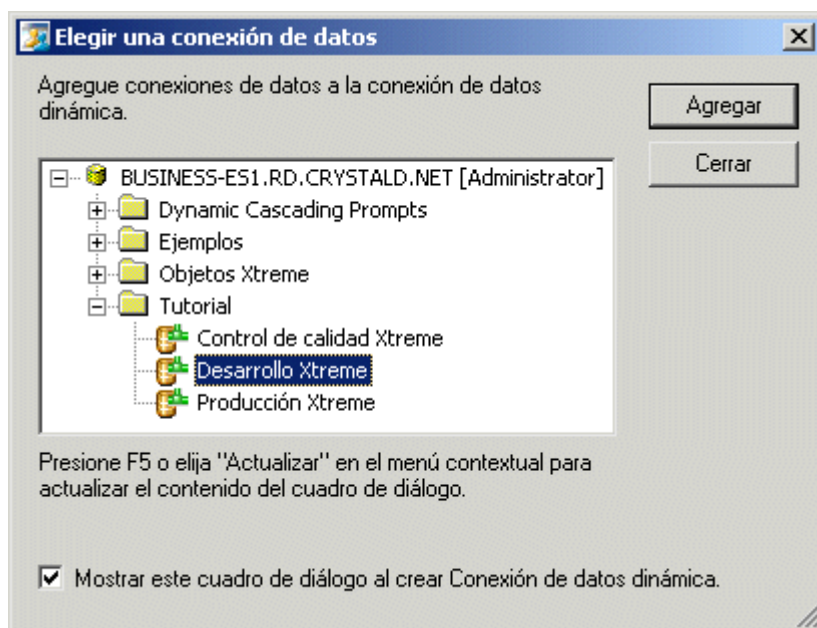 Elegir una conexión de datos
Agregue conexiones de datos a la conexión de datos
dinámica.
Agregar
Cerrar
BUSINESS-ES1.RD.CRYSTALD.NET [Administrator]
Dynamic Cascading Prompts
Ejemplos
Objetos Xtreme
Tutorial
Control de calidad Xtreme
Desarrollo Xtreme
Producción Xtreme
Presione F5 o elija "Actualizar" en el menú contextual para
actualizar el contenido del cuadro de diálogo.
Mostrar este cuadro de diálogo al crear Conexión de datos dinámica.